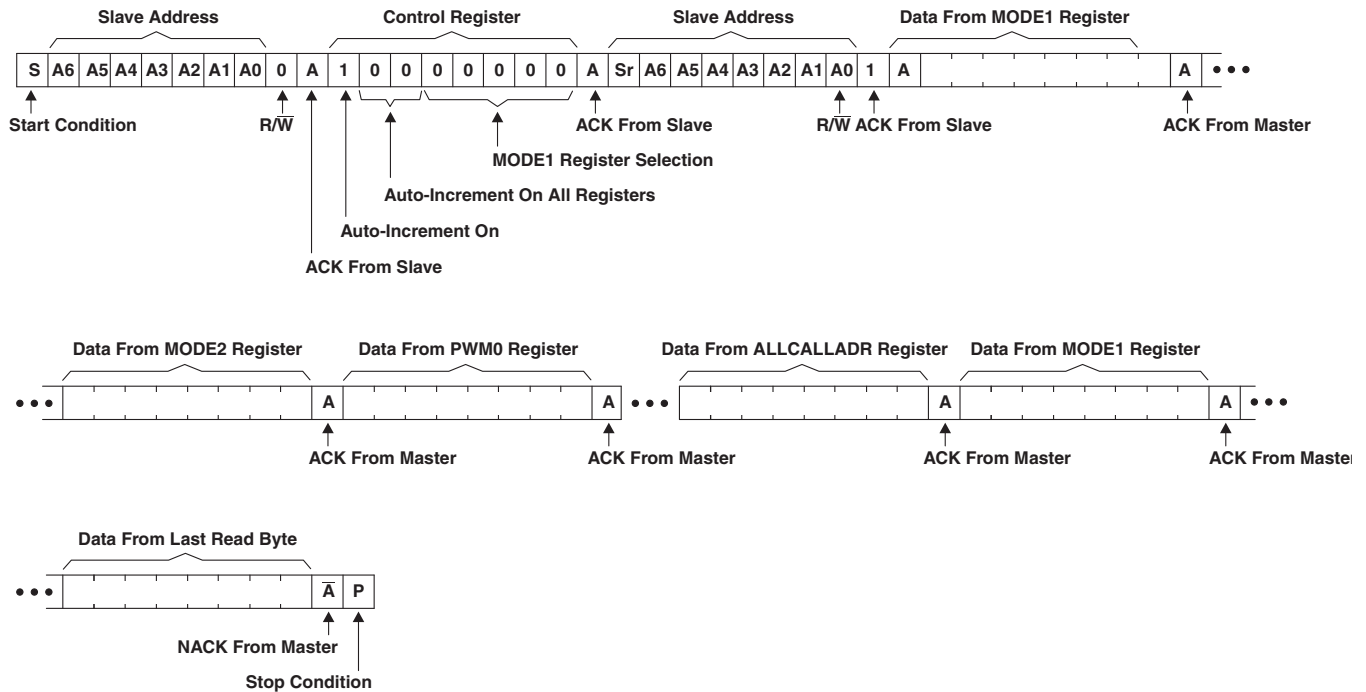 Slave Address Control Register Slave Address Data From MODE1 Register
S A6 A5 A4 A3 A2 A1 A0 0 A 1 0 0 0 0 0 0 0 A Sr A6 A5 A4 A3 A2 A1 A0 1 A A •••
Start Condition R/W̅ ACK From Slave R/W̅ ACK From Slave ACK From Master
MODE1 Register Selection
Auto-Increment On All Registers
Auto-Increment On
ACK From Slave
Data From MODE2 Register Data From PWM0 Register Data From ALLCALLADR Register Data From MODE1 Register
••• A A ••• A A •••
ACK From Master ACK From Master ACK From Master ACK From Master
Data From Last Read Byte
••• A̅ P
NACK From Master
Stop Condition